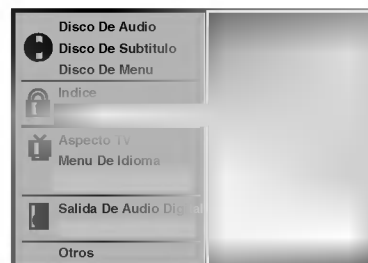 Disco De Audio
Disco De Subtitulo
Disco De Menu
Indice
Aspecto TV
Menu De Idioma
Salida De Audio Digital
Otros